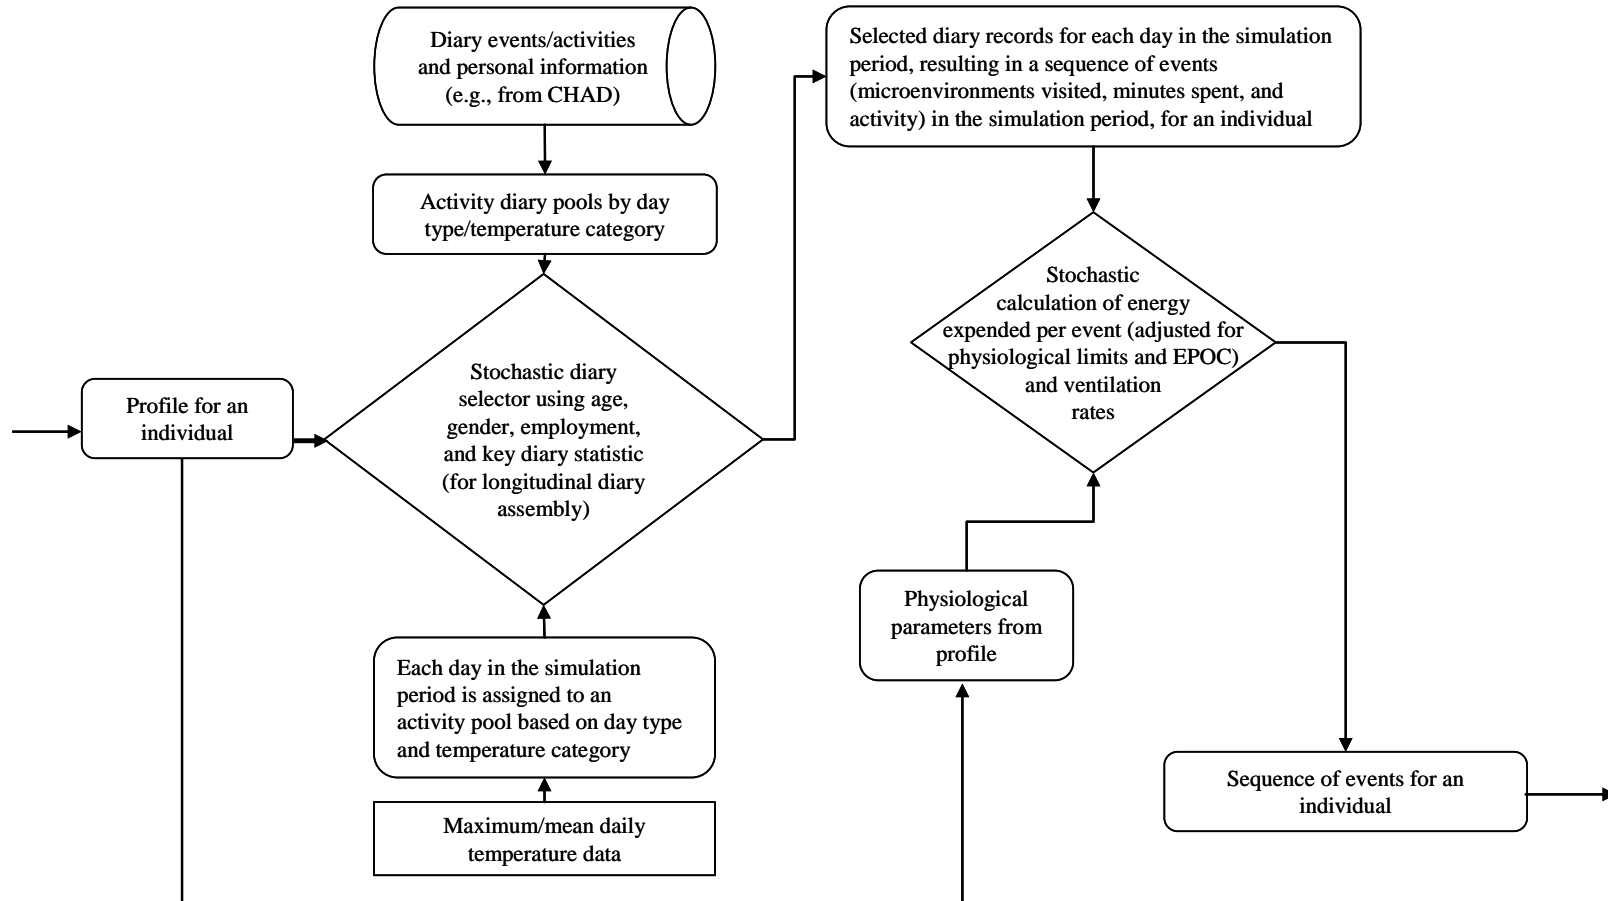 Diary events/activities
and personal information
(e.g., from CHAD)
Activity diary pools by day
type/temperature category
Profile for an
individual
Stochastic diary
selector using age,
gender, employment,
and key diary statistic
(for longitudinal diary
assembly)
Each day in the simulation
period is assigned to an
activity pool based on day type
and temperature category
Maximum/mean daily
temperature data
Selected diary records for each day in the simulation
period, resulting in a sequence of events
(microenvironments visited, minutes spent, and
activity) in the simulation period, for an individual
Stochastic
calculation of energy
expended per event (adjusted for
physiological limits and EPOC)
and ventilation
rates
Physiological
parameters from
profile
Sequence of events for an
individual